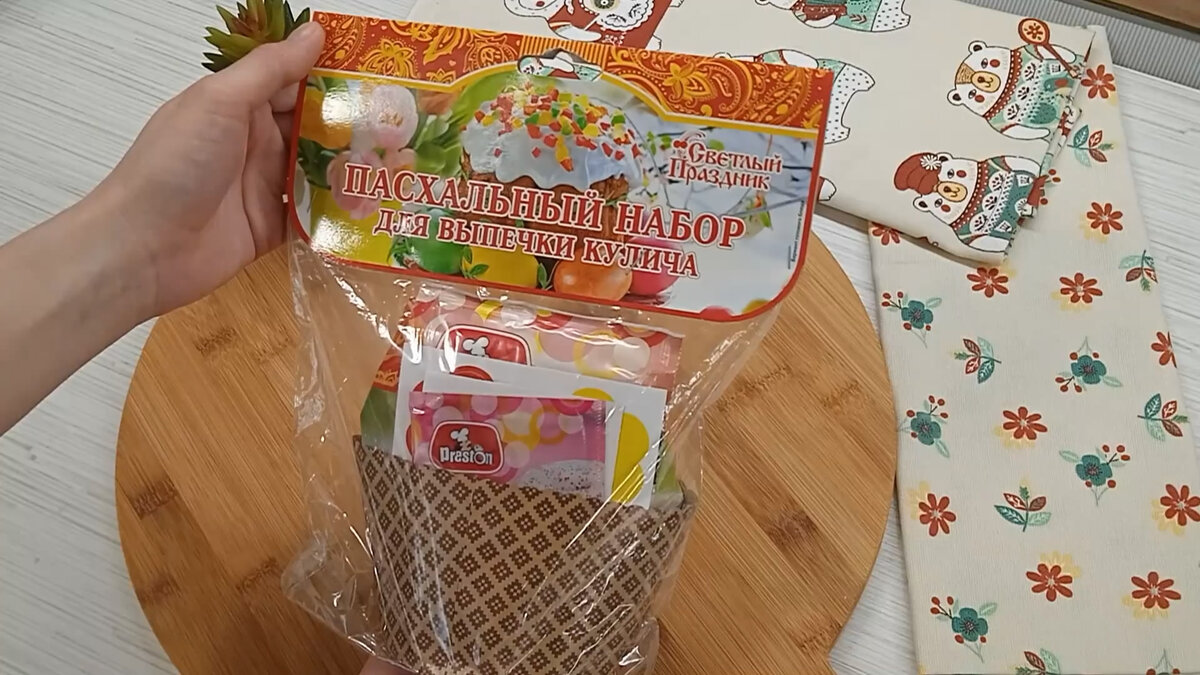 Светлый
Праздник
ПАСХАЛЬНЫЙ НАБОР
ДЛЯ ВЫПЕЧКИ КУЛИЧА
Preston